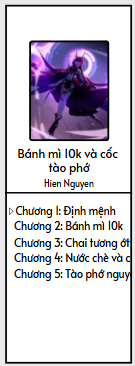 Bánh mì 10k và cốc
tào phớ
Hien Nguyen
Chương 1: Định mệnh
Chương 2: Bánh mì 10k
Chương 3: Chai tương ớt
Chương 4: Nước chè và c
Chương 5: Tào phớ nguy